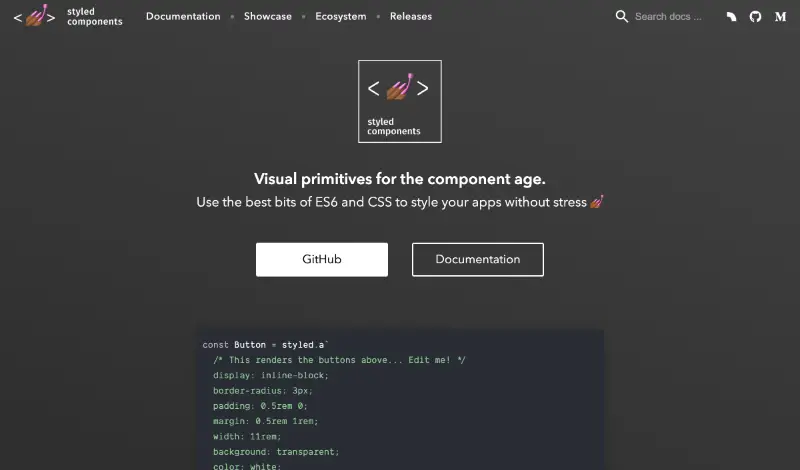 styled
components
Documentation
Showcase
Ecosystem
Releases
Search docs ...
M
< >
styled
components
Visual primitives for the component age.
Use the best bits of ES6 and CSS to style your apps without stress 💅🏾
GitHub
Documentation
const Button = styled.a`
/* This renders the buttons above... Edit me! */
display: inline-block;
border-radius: 3px;
padding: 0.5rem 0;
margin: 0.5rem 1rem;
width: 11rem;
background: transparent;
color: white;